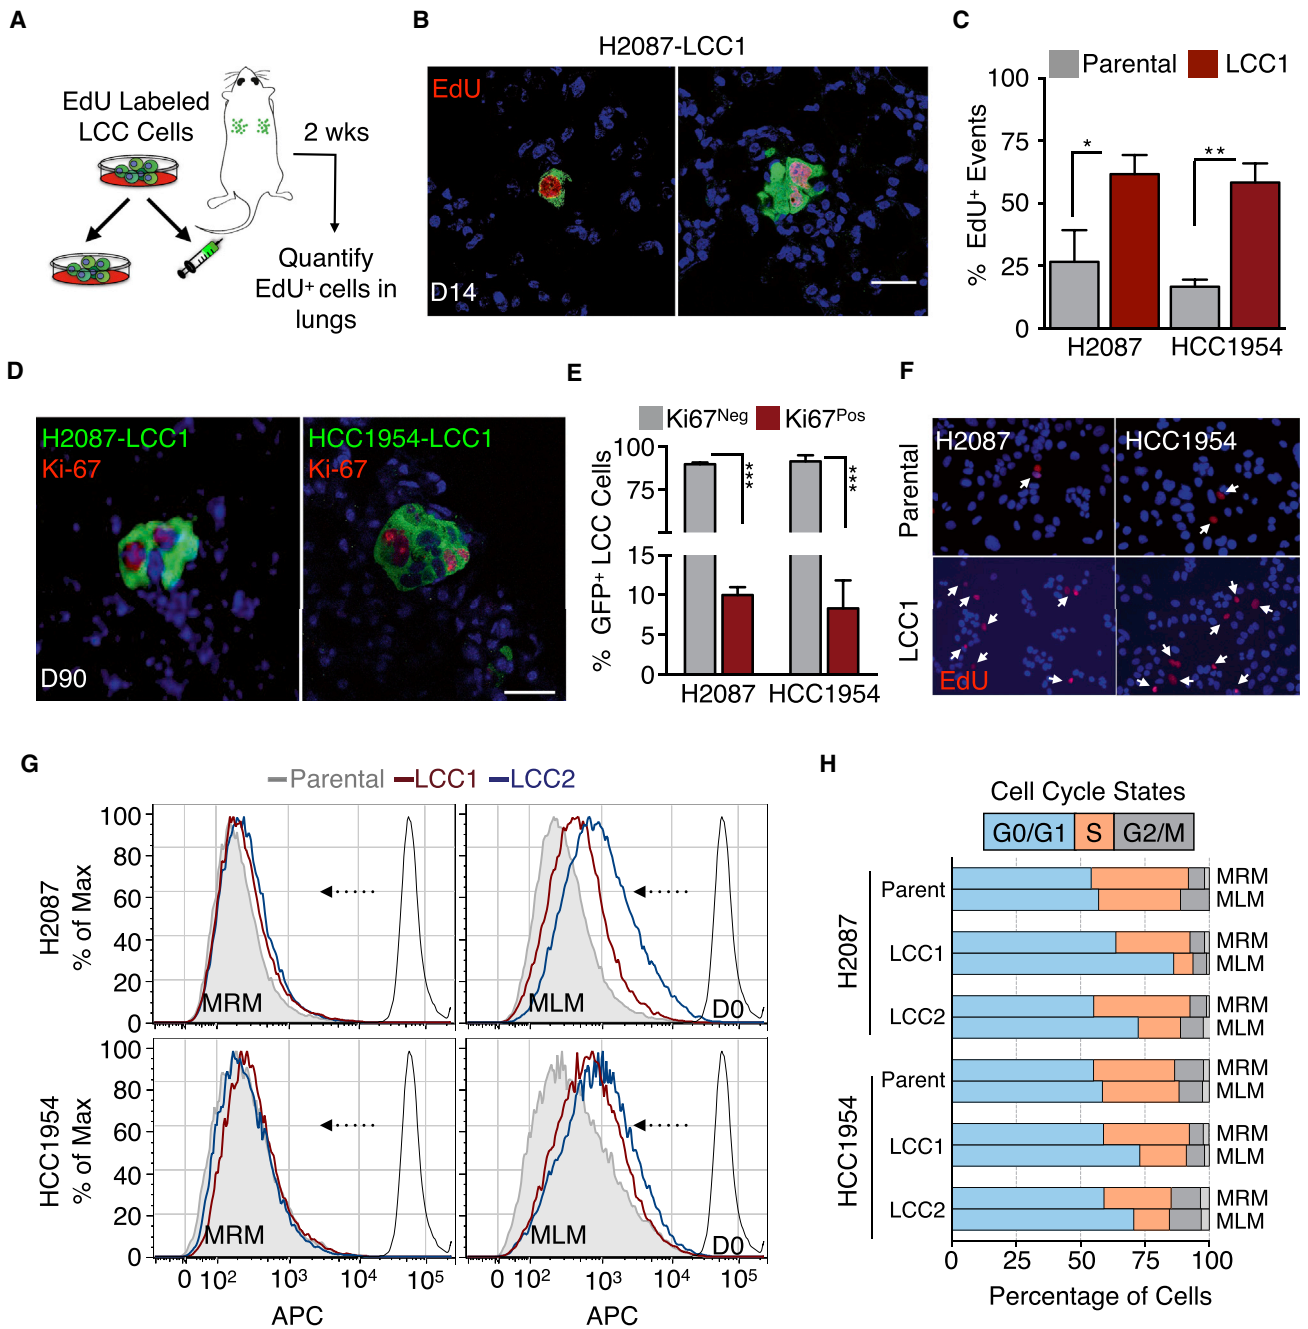 A
EdU Labeled
LCC Cells
2 wks
Quantify
EdU+ cells in
lungs
B
H2087-LCC1
EdU
D14
C
Parental
LCC1
% EdU+ Events
100
75
50
25
0
*
**
H2087
HCC1954
D
H2087-LCC1
Ki-67
D90
HCC1954-LCC1
Ki-67
E
Ki67Neg
Ki67Pos
% GFP+ LCC Cells
100
75
15
10
5
0
***
***
H2087
HCC1954
F
H2087
HCC1954
Parental
LCC1
EdU
G
Parental
LCC1
LCC2
H2087
% of Max
100
80
60
40
20
0
MRM
MLM
D0
HCC1954
% of Max
100
80
60
40
20
0
MRM
MLM
D0
0 10² 10³ 10⁴ 10⁵
0 10² 10³ 10⁴ 10⁵
APC
APC
H
Cell Cycle States
G0/G1
S
G2/M
H2087
Parent
MRM
MLM
LCC1
MRM
MLM
LCC2
MRM
MLM
HCC1954
Parent
MRM
MLM
LCC1
MRM
MLM
LCC2
MRM
MLM
0 25 50 75 100
Percentage of Cells